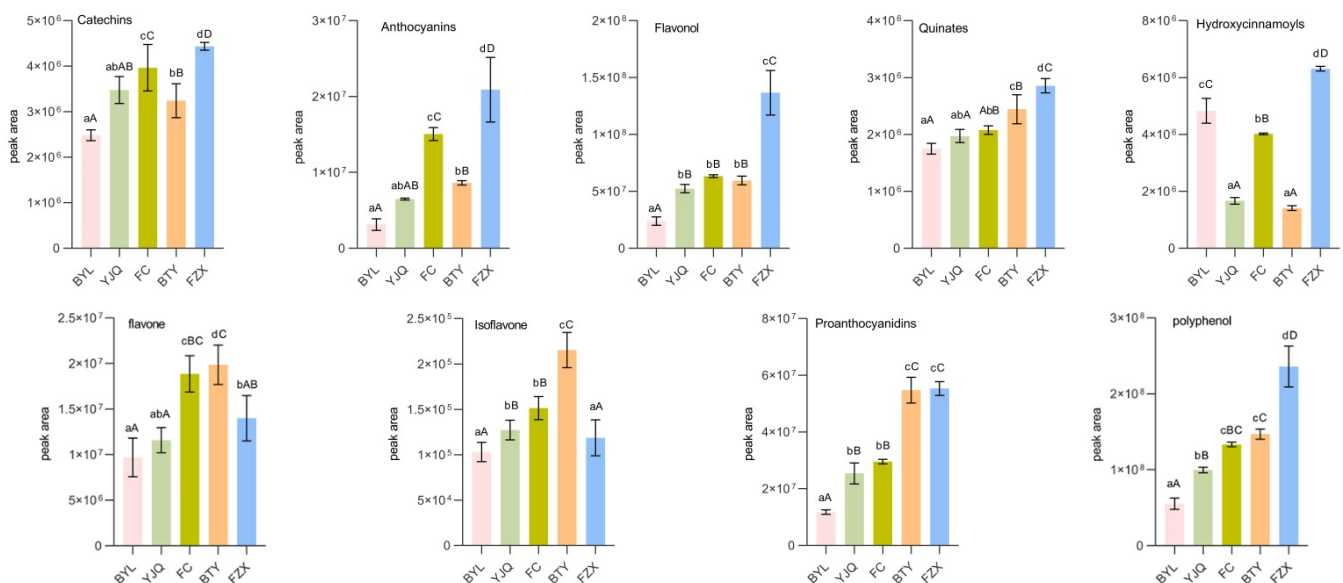 Catechins
5×10⁶
4×10⁶
3×10⁶
2×10⁶
1×10⁶
0
peak area
aA
abAB
cC
bB
dD
BYL
YJQ
FC
BTY
FZX
Anthocyanins
3×10⁷
2×10⁷
1×10⁷
0
peak area
aA
abAB
cC
bB
dD
BYL
YJQ
FC
BTY
FZX
Flavonol
2×10⁸
1.5×10⁸
1×10⁸
5×10⁷
0
peak area
aA
bB
bB
bB
cC
BYL
YJQ
FC
BTY
FZX
Quinates
4×10⁶
3×10⁶
2×10⁶
1×10⁶
0
peak area
aA
abA
AbB
cB
dC
BYL
YJQ
FC
BTY
FZX
Hydroxycinnamoyls
8×10⁶
6×10⁶
4×10⁶
2×10⁶
0
peak area
cC
aA
bB
aA
dD
BYL
YJQ
FC
BTY
FZX
flavone
2.5×10⁷
2×10⁷
1.5×10⁷
1×10⁷
5×10⁶
0
peak area
aA
abA
cBC
dC
bAB
BYL
YJQ
FC
BTY
FZX
Isoflavone
2.5×10⁵
2×10⁵
1.5×10⁵
1×10⁵
5×10⁴
0
peak area
aA
bB
bB
cC
aA
BYL
YJQ
FC
BTY
FZX
Proanthocyanidins
8×10⁷
6×10⁷
4×10⁷
2×10⁷
0
peak area
aA
bB
bB
cC
cC
BYL
YJQ
FC
BTY
FZX
polyphenol
3×10⁸
2×10⁸
1×10⁸
0
peak area
aA
bB
cBC
cC
dD
BYL
YJQ
FC
BTY
FZX